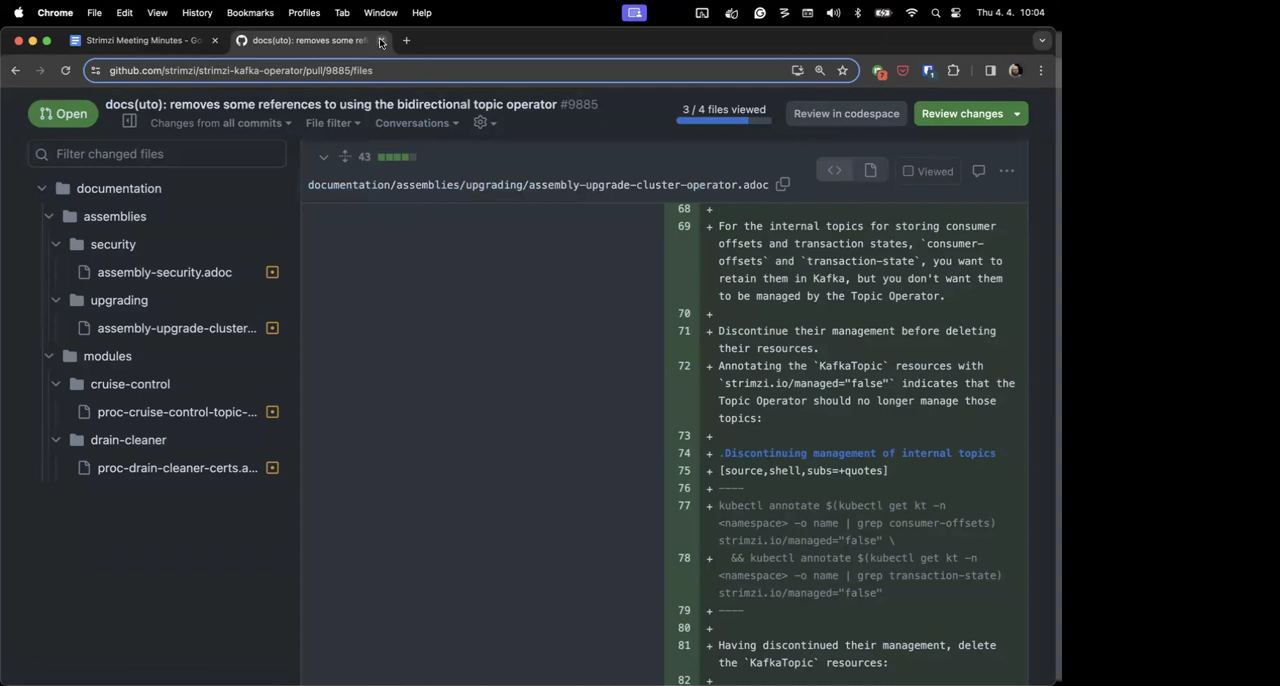 Chrome File Edit View History Bookmarks Profiles Tab Window Help
Thu 4. 4. 10:04
Strimzi Meeting Minutes - Go
docs(uto): removes some ref
github.com/strimzi/strimzi-kafka-operator/pull/9885/files
7
1
Open
docs(uto): removes some references to using the bidirectional topic operator #9885
Changes from all commits
File filter
Conversations
3 / 4 files viewed
Review in codespace
Review changes
Filter changed files
documentation
assemblies
security
assembly-security.adoc
upgrading
assembly-upgrade-cluster...
modules
cruise-control
proc-cruise-control-topic-...
drain-cleaner
proc-drain-cleaner-certs.a...
43
documentation/assemblies/upgrading/assembly-upgrade-cluster-operator.adoc
Viewed
68 +
69 + For the internal topics for storing consumer
offsets and transaction states, `consumer-
offsets` and `transaction-state`, you want to
retain them in Kafka, but you don't want them
to be managed by the Topic Operator.
70 +
71 + Discontinue their management before deleting
their resources.
72 + Annotating the `KafkaTopic` resources with
`strimzi.io/managed="false"` indicates that the
Topic Operator should no longer manage those
topics:
73 +
74 + .Discontinuing management of internal topics
75 + [source,shell,subs=+quotes]
76 + ----
77 + kubectl annotate $(kubectl get kt -n
<namespace> -o name | grep consumer-offsets)
strimzi.io/managed="false" \
78 + && kubectl annotate $(kubectl get kt -n
<namespace> -o name | grep transaction-state)
strimzi.io/managed="false"
79 + ----
80 +
81 + Having discontinued their management, delete
the `KafkaTopic` resources:
82 +